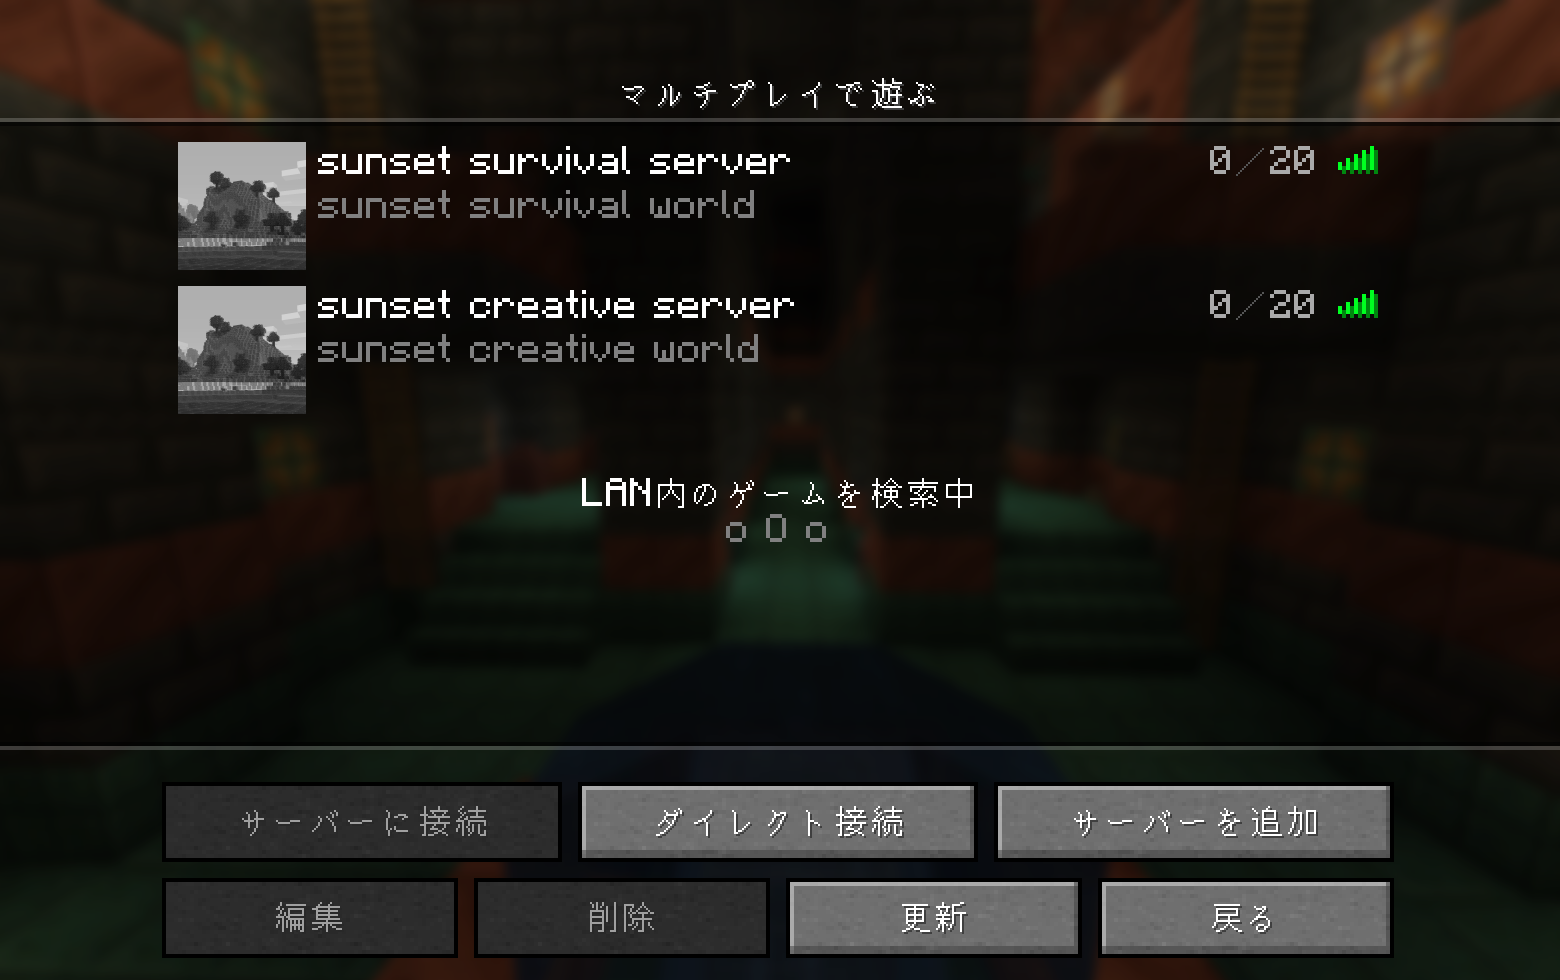 マルチプレイで遊ぶ
sunset survival server 0/20
sunset survival world
sunset creative server 0/20
sunset creative world
LAN内のゲームを検索中
o O o
サーバーに接続 ダイレクト接続 サーバーを追加
編集 削除 更新 戻る